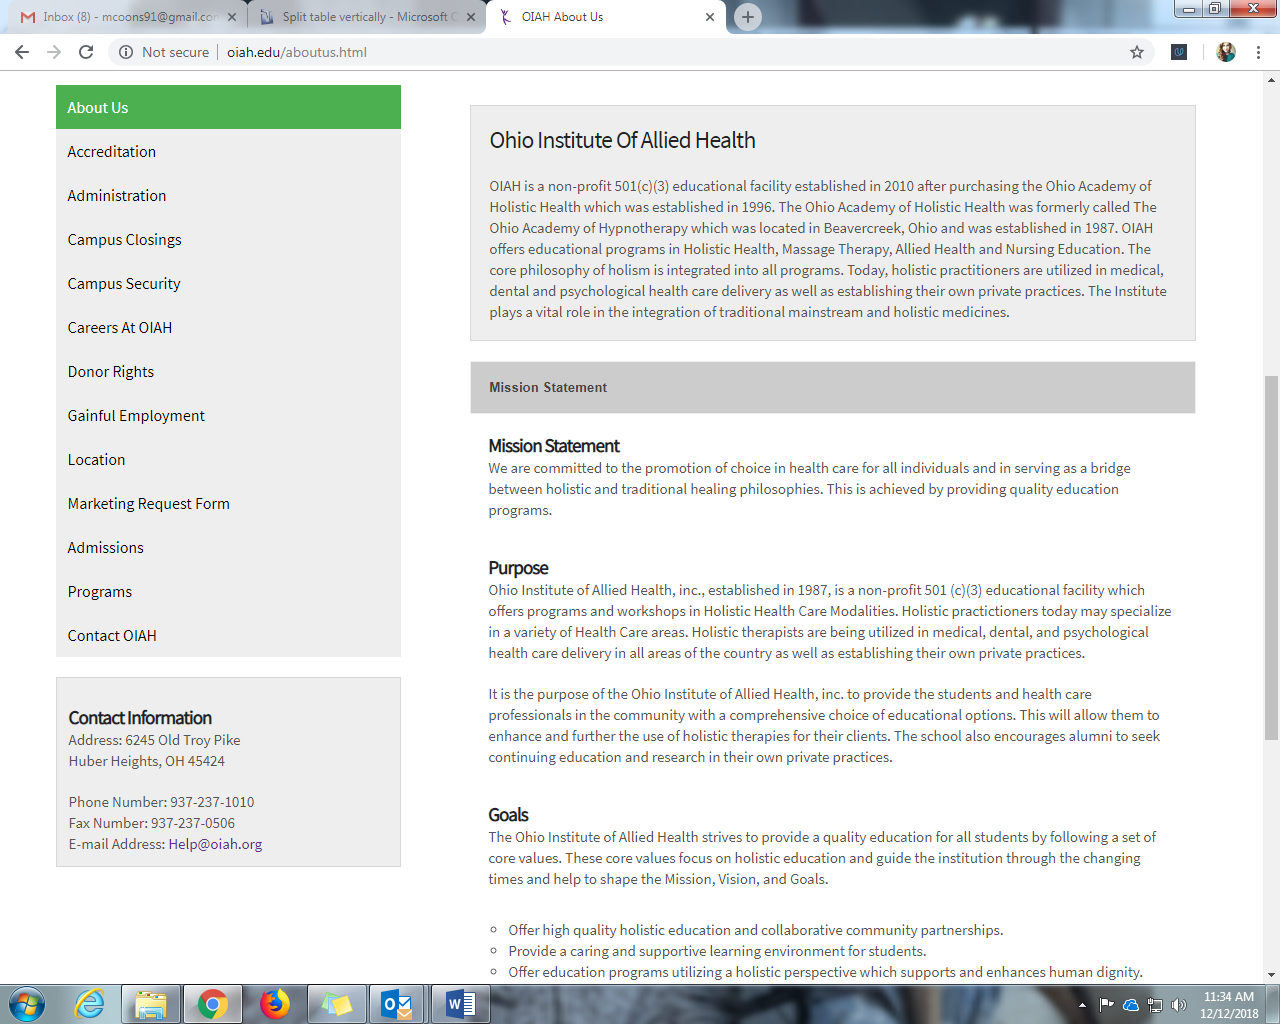 Inbox (8) - mcoons91@gmail.con
Split table vertically - Microsoft C
OIAH About Us
Not secure
oiah.edu/aboutus.html
About Us
Accreditation
Administration
Campus Closings
Campus Security
Careers At OIAH
Donor Rights
Gainful Employment
Location
Marketing Request Form
Admissions
Programs
Contact OIAH
Contact Information
Address: 6245 Old Troy Pike
Huber Heights, OH 45424
Phone Number: 937-237-1010
Fax Number: 937-237-0506
E-mail Address: Help@oiah.org
Ohio Institute Of Allied Health
OIAH is a non-profit 501(c)(3) educational facility established in 2010 after purchasing the Ohio Academy of
Holistic Health which was established in 1996. The Ohio Academy of Holistic Health was formerly called The
Ohio Academy of Hypnotherapy which was located in Beavercreek, Ohio and was established in 1987. OIAH
offers educational programs in Holistic Health, Massage Therapy, Allied Health and Nursing Education. The
core philosophy of holism is integrated into all programs. Today, holistic practitioners are utilized in medical,
dental and psychological health care delivery as well as establishing their own private practices. The Institute
plays a vital role in the integration of traditional mainstream and holistic medicines.
Mission Statement
Mission Statement
We are committed to the promotion of choice in health care for all individuals and in serving as a bridge
between holistic and traditional healing philosophies. This is achieved by providing quality education
programs.
Purpose
Ohio Institute of Allied Health, inc., established in 1987, is a non-profit 501 (c)(3) educational facility which
offers programs and workshops in Holistic Health Care Modalities. Holistic practictioners today may specialize
in a variety of Health Care areas. Holistic therapists are being utilized in medical, dental, and psychological
health care delivery in all areas of the country as well as establishing their own private practices.
It is the purpose of the Ohio Institute of Allied Health, inc. to provide the students and health care
professionals in the community with a comprehensive choice of educational options. This will allow them to
enhance and further the use of holistic therapies for their clients. The school also encourages alumni to seek
continuing education and research in their own private practices.
Goals
The Ohio Institute of Allied Health strives to provide a quality education for all students by following a set of
core values. These core values focus on holistic education and guide the institution through the changing
times and help to shape the Mission, Vision, and Goals.
Offer high quality holistic education and collaborative community partnerships.
Provide a caring and supportive learning environment for students.
Offer education programs utilizing a holistic perspective which supports and enhances human dignity.
11:34 AM
12/12/2018